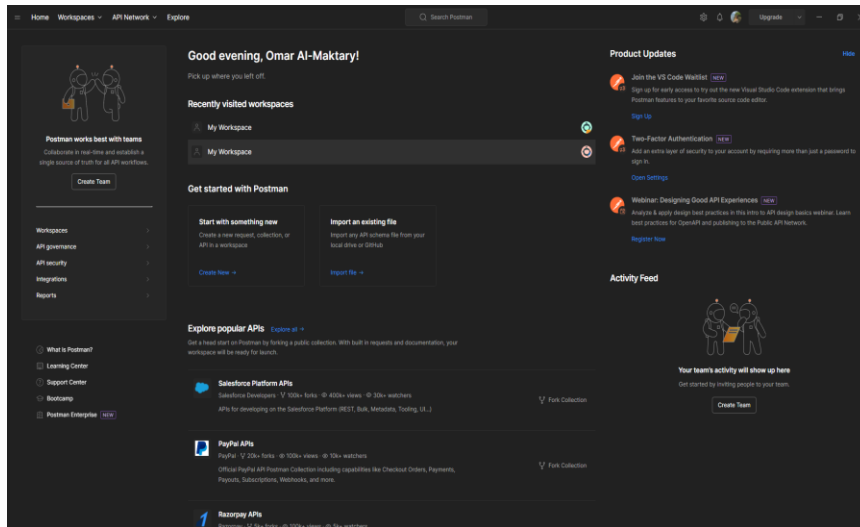 Home Workspaces API Network Explore
Search Postman
Upgrade
Postman works best with teams
Collaborate in real-time and establish a
single source of truth for all API workflows.
Create Team
Workspaces
API governance
API security
Integrations
Reports
What is Postman?
Learning Center
Support Center
Bootcamp
Postman Enterprise NEW
Good evening, Omar Al-Maktary!
Pick up where you left off.
Recently visited workspaces
My Workspace
My Workspace
Get started with Postman
Start with something new
Create a new request, collection, or
API in a workspace
Create New →
Import an existing file
Import any API schema file from your
local drive or GitHub
Import file →
Explore popular APIs Explore all →
Get a head start on Postman by forking a public collection. With built in requests and documentation, your
workspace will be ready for launch.
Salesforce Platform APIs
Salesforce Developers · 100k+ forks · 400k+ views · 30k+ watchers
APIs for developing on the Salesforce Platform (REST, Bulk, Metadata, Tooling, UI...)
Fork Collection
PayPal APIs
PayPal · 20k+ forks · 100k+ views · 10k+ watchers
Official PayPal API Postman Collection including capabilities like Checkout Orders, Payments,
Payouts, Subscriptions, Webhooks, and more.
Fork Collection
Razorpay APIs
Razorpay · 5k+ forks · 100k+ views · 5k+ watchers
Product Updates Hide
Join the VS Code Waitlist NEW
Sign up for early access to try out the new Visual Studio Code extension that brings
Postman features to your favorite source code editor.
Sign Up
Two-Factor Authentication NEW
Add an extra layer of security to your account by requiring more than just a password to
sign in.
Open Settings
Webinar: Designing Good API Experiences NEW
Analyze & apply design best practices in this intro to API design basics webinar. Learn
best practices for OpenAPI and publishing to the Public API Network.
Register Now
Activity Feed
Your team's activity will show up here
Get started by inviting people to your team.
Create Team